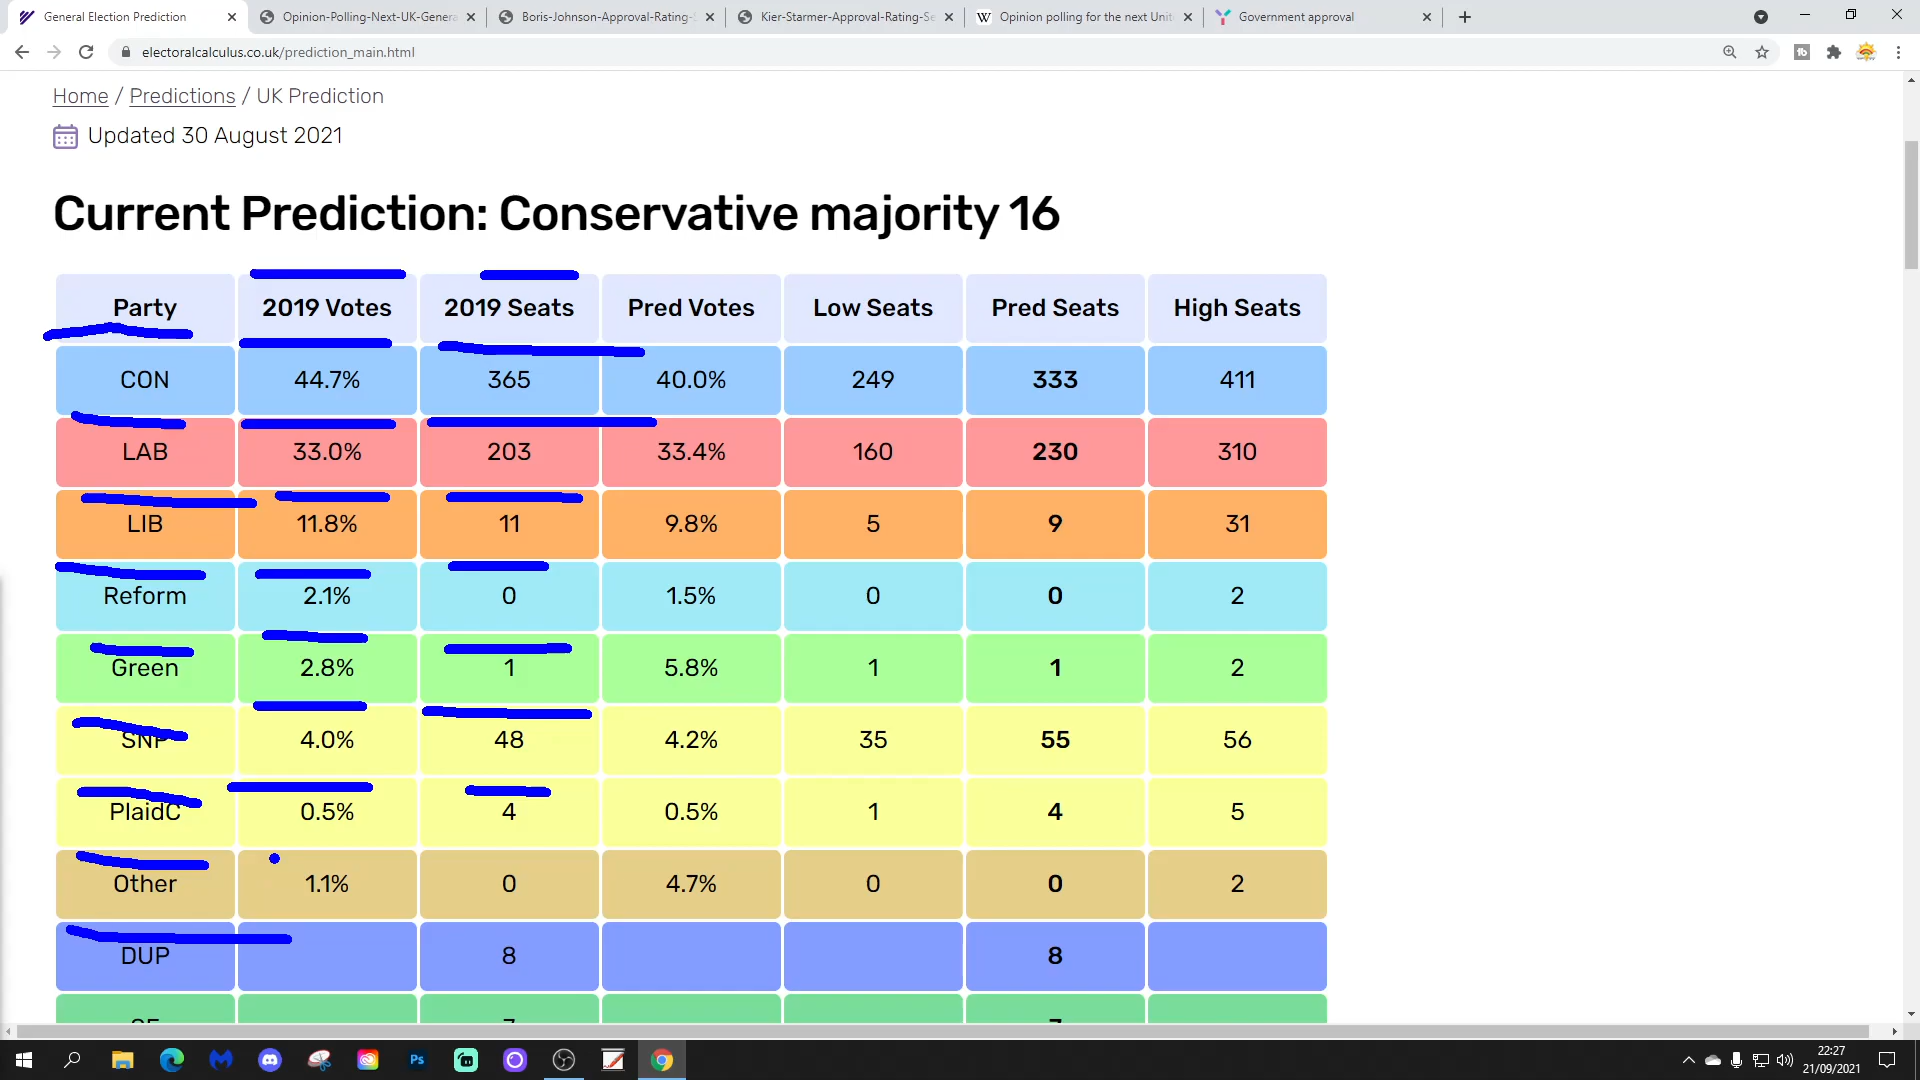 General Election Prediction
Opinion-Polling-Next-UK-Genera
Boris-Johnson-Approval-Rating-
Kier-Starmer-Approval-Rating-Se
W Opinion polling for the next Unit
Government approval
electoralcalculus.co.uk/prediction_main.html
Home / Predictions / UK Prediction
Updated 30 August 2021
Current Prediction: Conservative majority 16
Party 2019 Votes 2019 Seats Pred Votes Low Seats Pred Seats High Seats
CON 44.7% 365 40.0% 249 333 411
LAB 33.0% 203 33.4% 160 230 310
LIB 11.8% 11 9.8% 5 9 31
Reform 2.1% 0 1.5% 0 0 2
Green 2.8% 1 5.8% 1 1 2
SNP 4.0% 48 4.2% 35 55 56
PlaidC 0.5% 4 0.5% 1 4 5
Other 1.1% 0 4.7% 0 0 2
DUP 8 8
Ps
22:27
21/09/2021